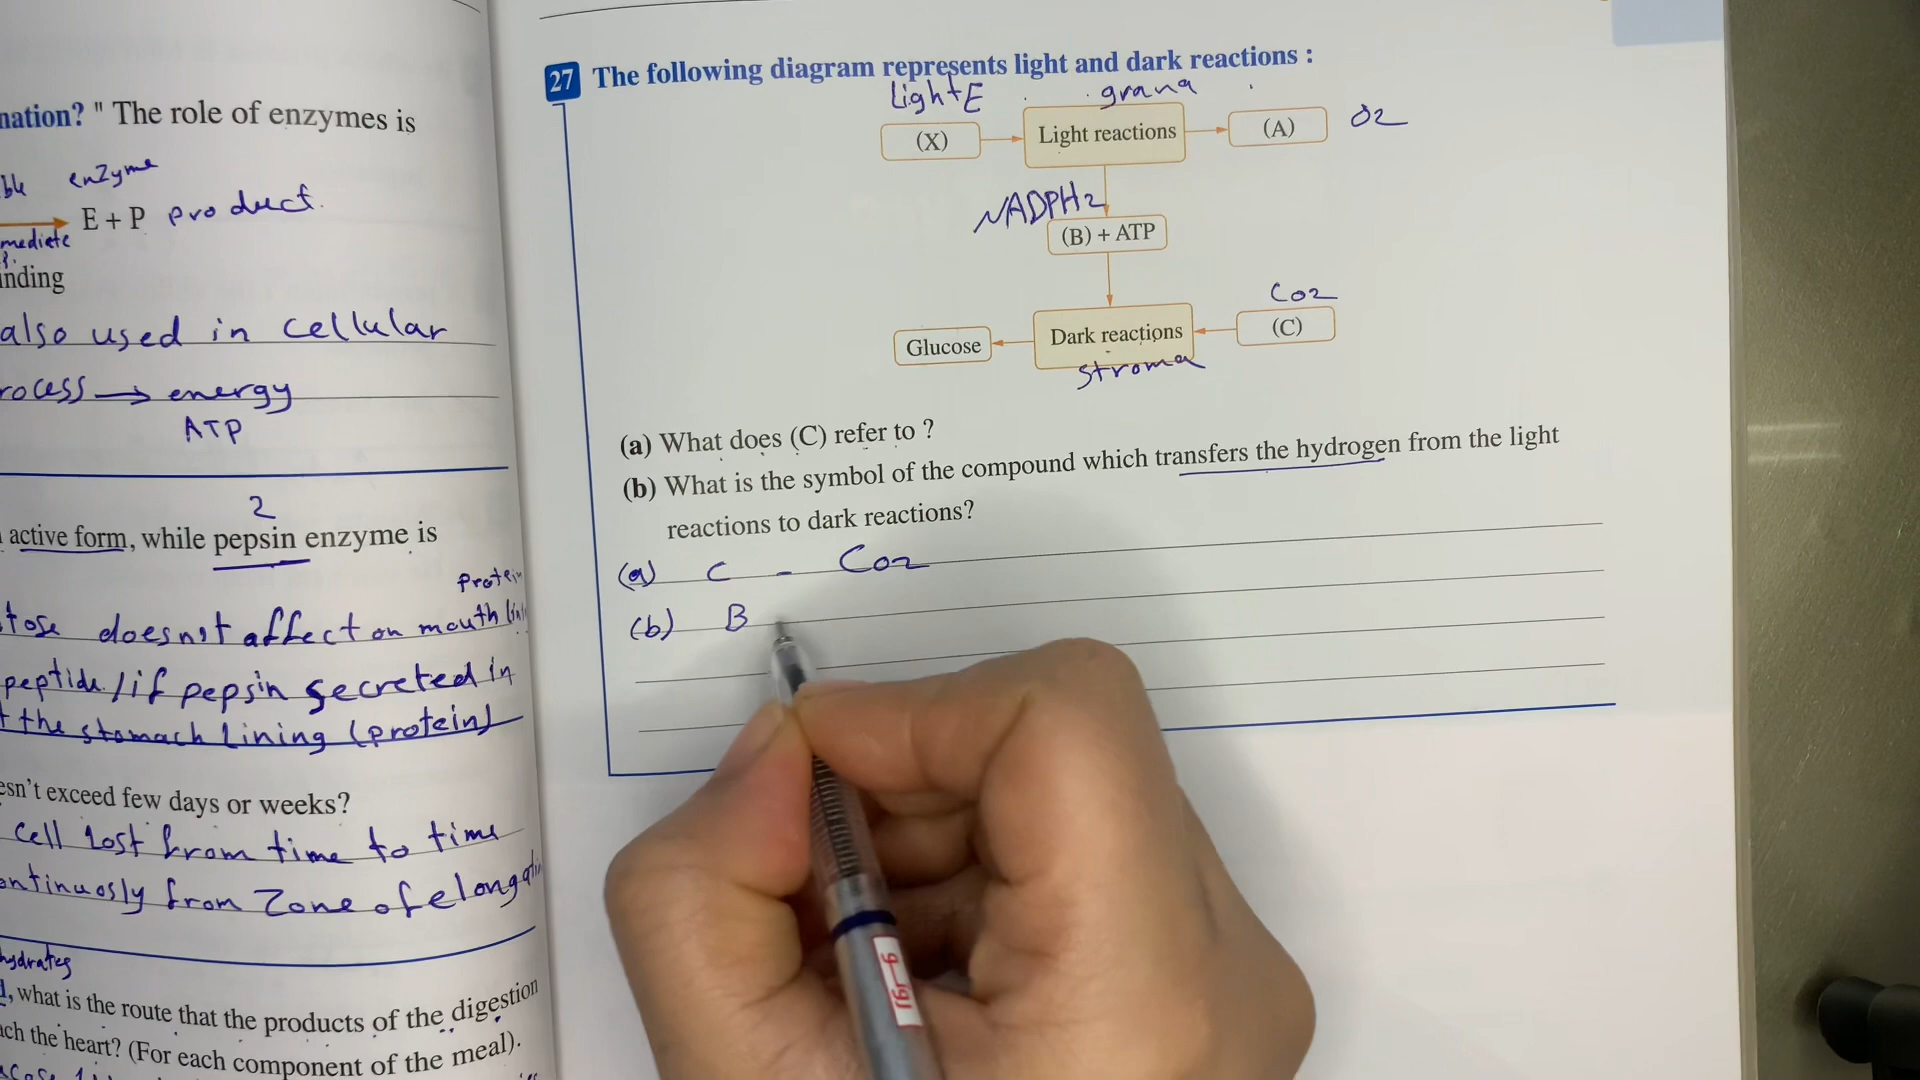 nation? " The role of enzymes is
enzyme
E + P product.
inding
also used in cellular
rocess → energy
ATP
2
active form, while pepsin enzyme is
protein
tose doesn't affect on mouth
peptide / if pepsin secreted in
the stomach lining (protein)
esn't exceed few days or weeks?
cell lost from time to time
ontinuosly from Zone of
hydrates
, what is the route that the products of the digestion
ach the heart? (For each component of the meal).
27 The following diagram represents light and dark reactions :
light E
grana
(X)
Light reactions
(A)
O2
NADPH2
(B) + ATP
Co2
(C)
Dark reactions
Glucose
stroma
(a) What does (C) refer to ?
(b) What is the symbol of the compound which transfers the hydrogen from the light
reactions to dark reactions?
(a) C - Co2
(b) B